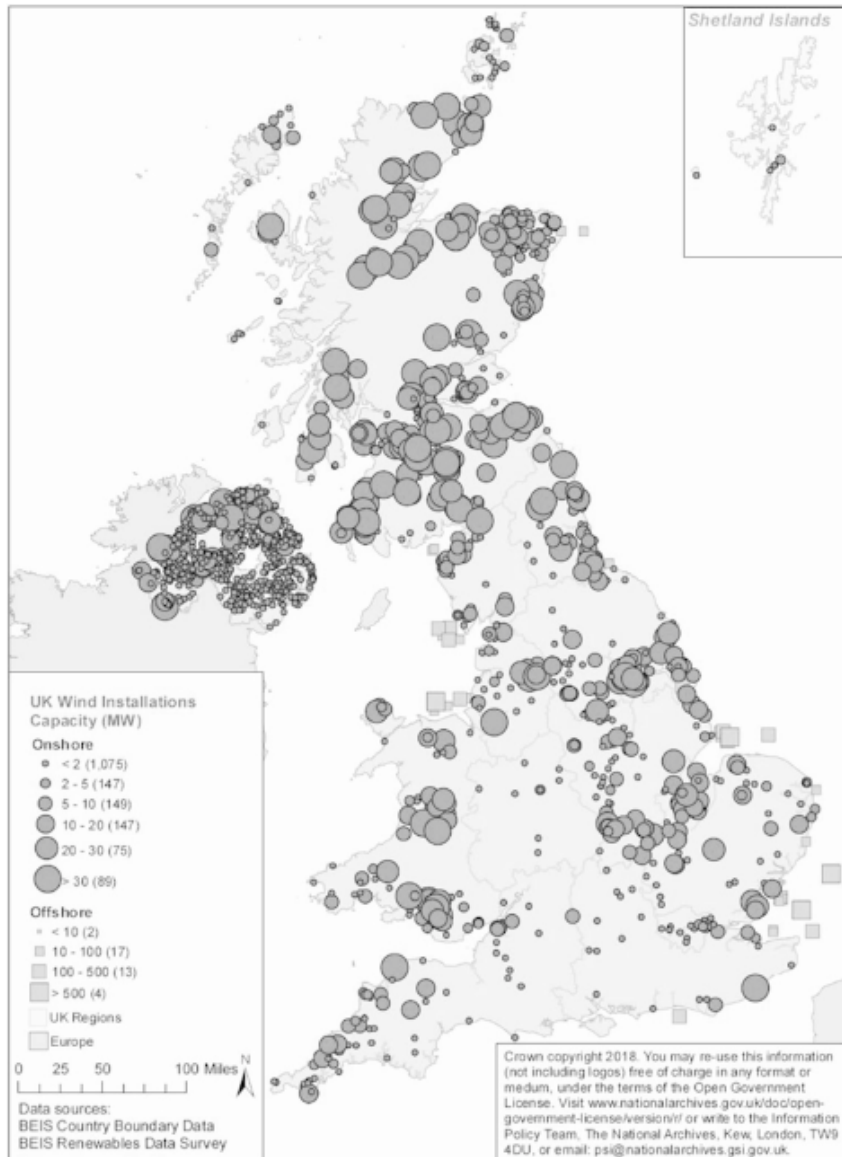 Shetland Islands
UK Wind Installations
Capacity (MW)
Onshore
< 2 (1,075)
2 - 5 (147)
5 - 10 (149)
10 - 20 (147)
20 - 30 (75)
> 30 (89)
Offshore
< 10 (2)
10 - 100 (17)
100 - 500 (13)
> 500 (4)
UK Regions
Europe
0 25 50 100 Miles
N
Data sources:
BEIS Country Boundary Data
BEIS Renewables Data Survey
Crown copyright 2018. You may re-use this information
(not including logos) free of charge in any format or
medum, under the terms of the Open Government
License. Visit www.nationalarchives.gov.uk/doc/open-
government-license/version/r/ or write to the Information
Policy Team, The National Archives, Kew, London, TW9
4DU, or email: psi@nationalarchives.gsi.gov.uk.